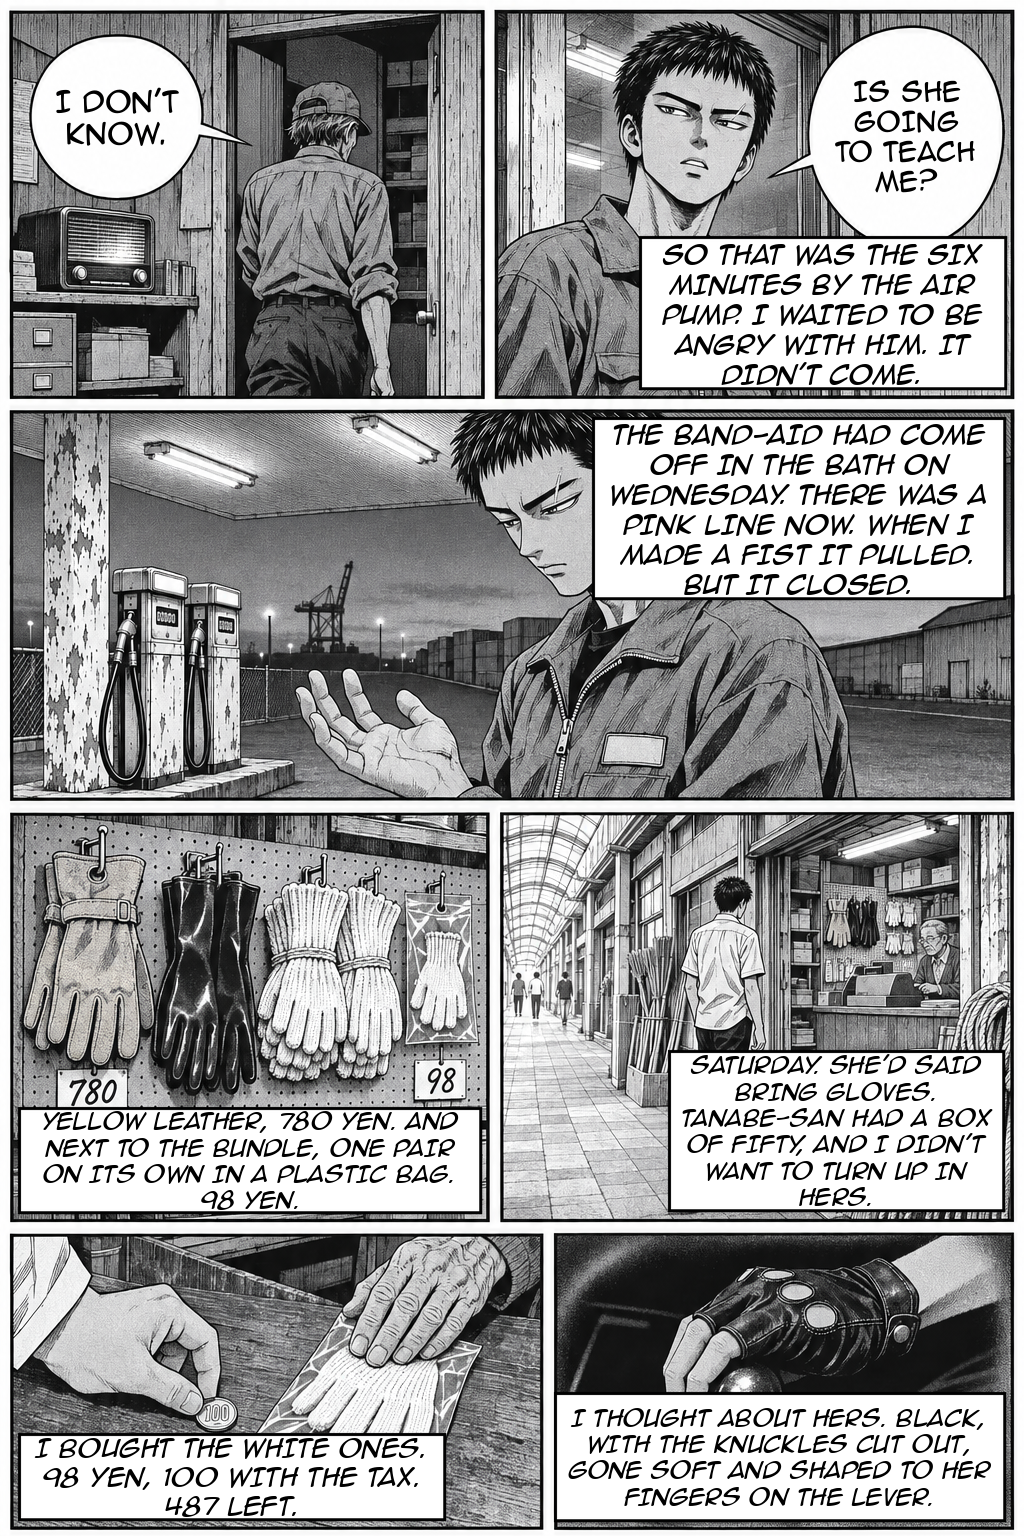 I DON'T
KNOW.
IS SHE
GOING
TO TEACH
ME?
SO THAT WAS THE SIX
MINUTES BY THE AIR
PUMP. I WAITED TO BE
ANGRY WITH HIM. IT
DIDN'T COME.
THE BAND-AID HAD COME
OFF IN THE BATH ON
WEDNESDAY. THERE WAS A
PINK LINE NOW. WHEN I
MADE A FIST IT PULLED.
BUT IT CLOSED.
780
98
YELLOW LEATHER, 780 YEN. AND
NEXT TO THE BUNDLE, ONE PAIR
ON ITS OWN IN A PLASTIC BAG.
98 YEN.
SATURDAY. SHE'D SAID
BRING GLOVES.
TANABE-SAN HAD A BOX
OF FIFTY, AND I DIDN'T
WANT TO TURN UP IN
HERS.
100
I BOUGHT THE WHITE ONES.
98 YEN, 100 WITH THE TAX.
487 LEFT.
I THOUGHT ABOUT HERS. BLACK,
WITH THE KNUCKLES CUT OUT,
GONE SOFT AND SHAPED TO HER
FINGERS ON THE LEVER.